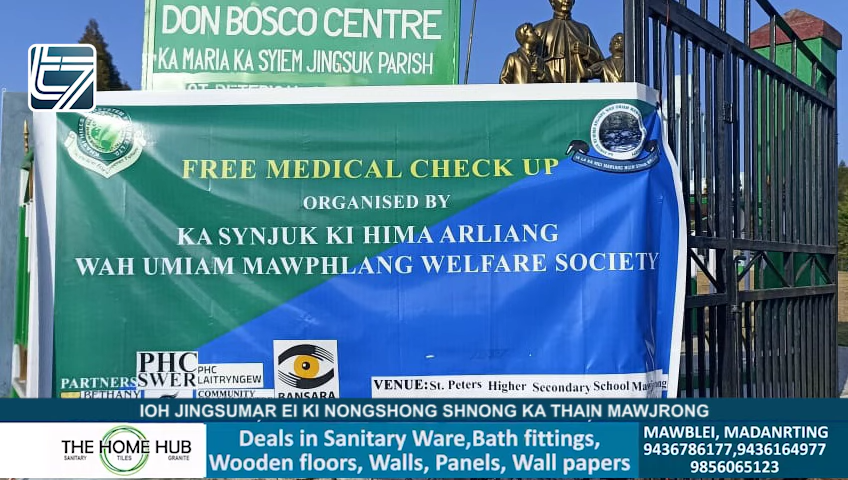 DON BOSCO CENTRE
KA MARIA KA SYIEM JINGSUK PARISH
t7
FREE MEDICAL CHECK UP
ORGANISED BY
KA SYNJUK KI HIMA ARLIANG
WAH UMIAM MAWPHLANG WELFARE SOCIETY
PARTNERS
BETHANY
PHC
SWER
PHC
LAITRYNGEW
COMMUNITY
BANSARA
VENUE: St. Peters Higher Secondary School
IOH JINGSUMAR EI KI NONGSHONG SHNONG KA THAIN MAWJRONG
THE HOME HUB
SANITARY TILES GRANITE
Deals in Sanitary Ware,Bath fittings,
Wooden floors, Walls, Panels, Wall papers
MAWBLEI, MADANRTING
9436786177,9436164977
9856065123